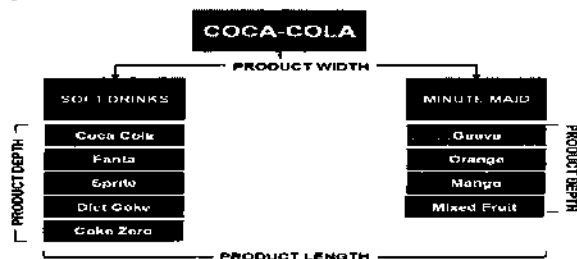 COCA-COLA
PRODUCT WIDTH
SOFT DRINKS
MINUTE MAID
PRODUCT DEPTH
Coca Cola
Fanta
Sprite
Diet Coke
Coke Zero
Guava
Orange
Mango
Mixed Fruit
PRODUCT DEPTH
PRODUCT LENGTH